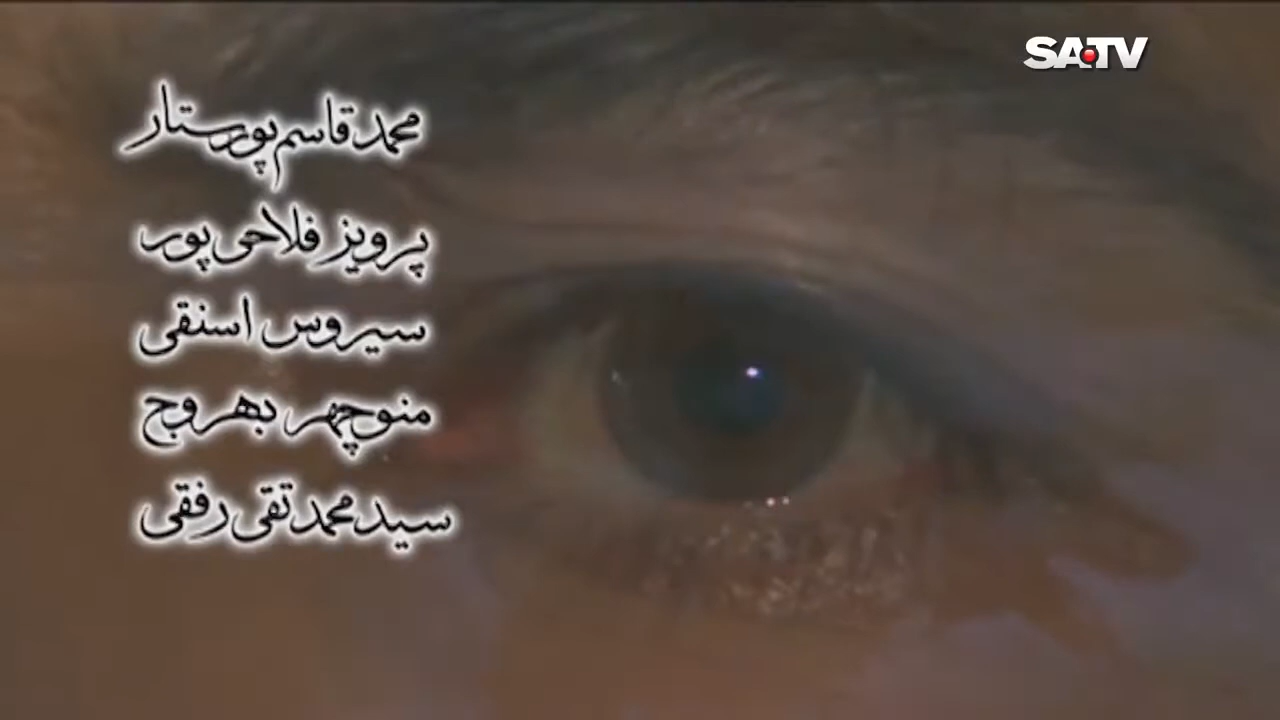 SATV
محمد قاسم پورستار
پرویز فلاحی پور
سیروس اسنقی
منوچهر بهروج
سید محمد تقی رفقی